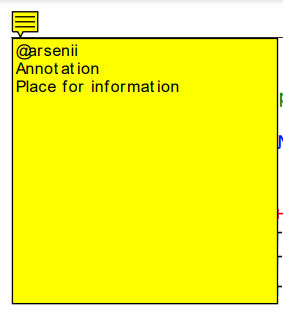 @arsenii
Annotation
Place for information